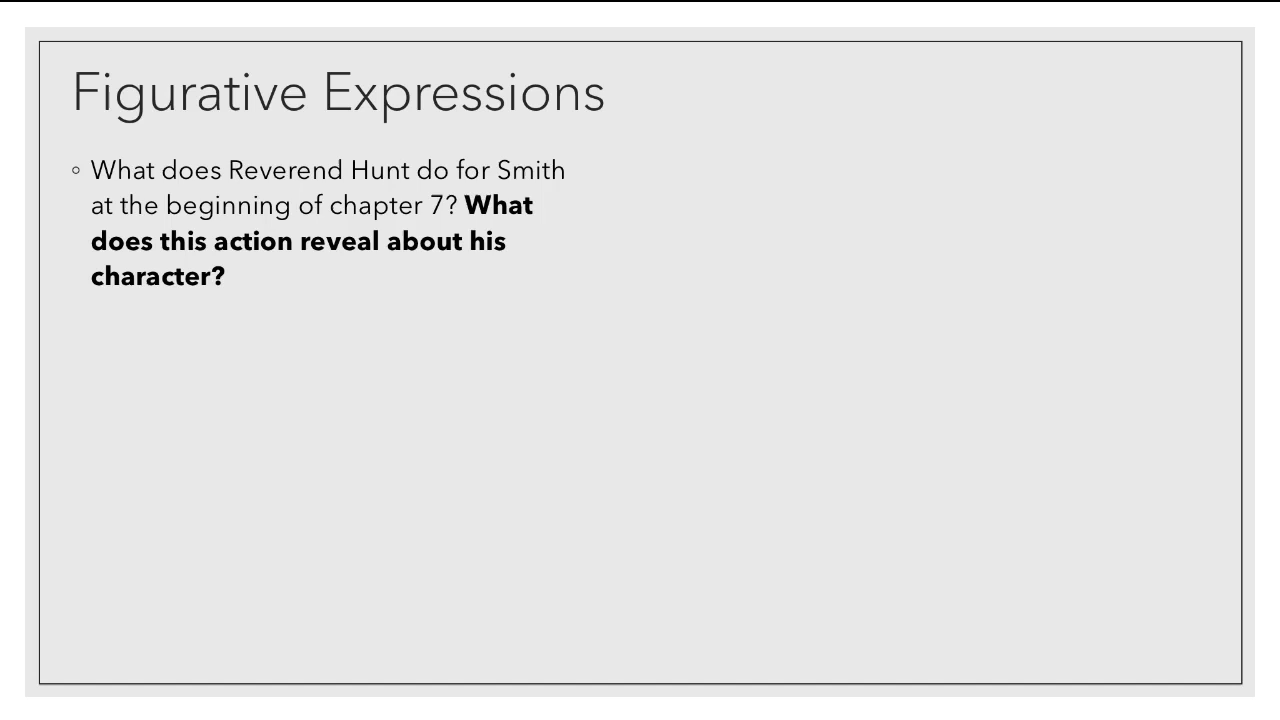 Figurative Expressions
◦ What does Reverend Hunt do for Smith
at the beginning of chapter 7? What
does this action reveal about his
character?